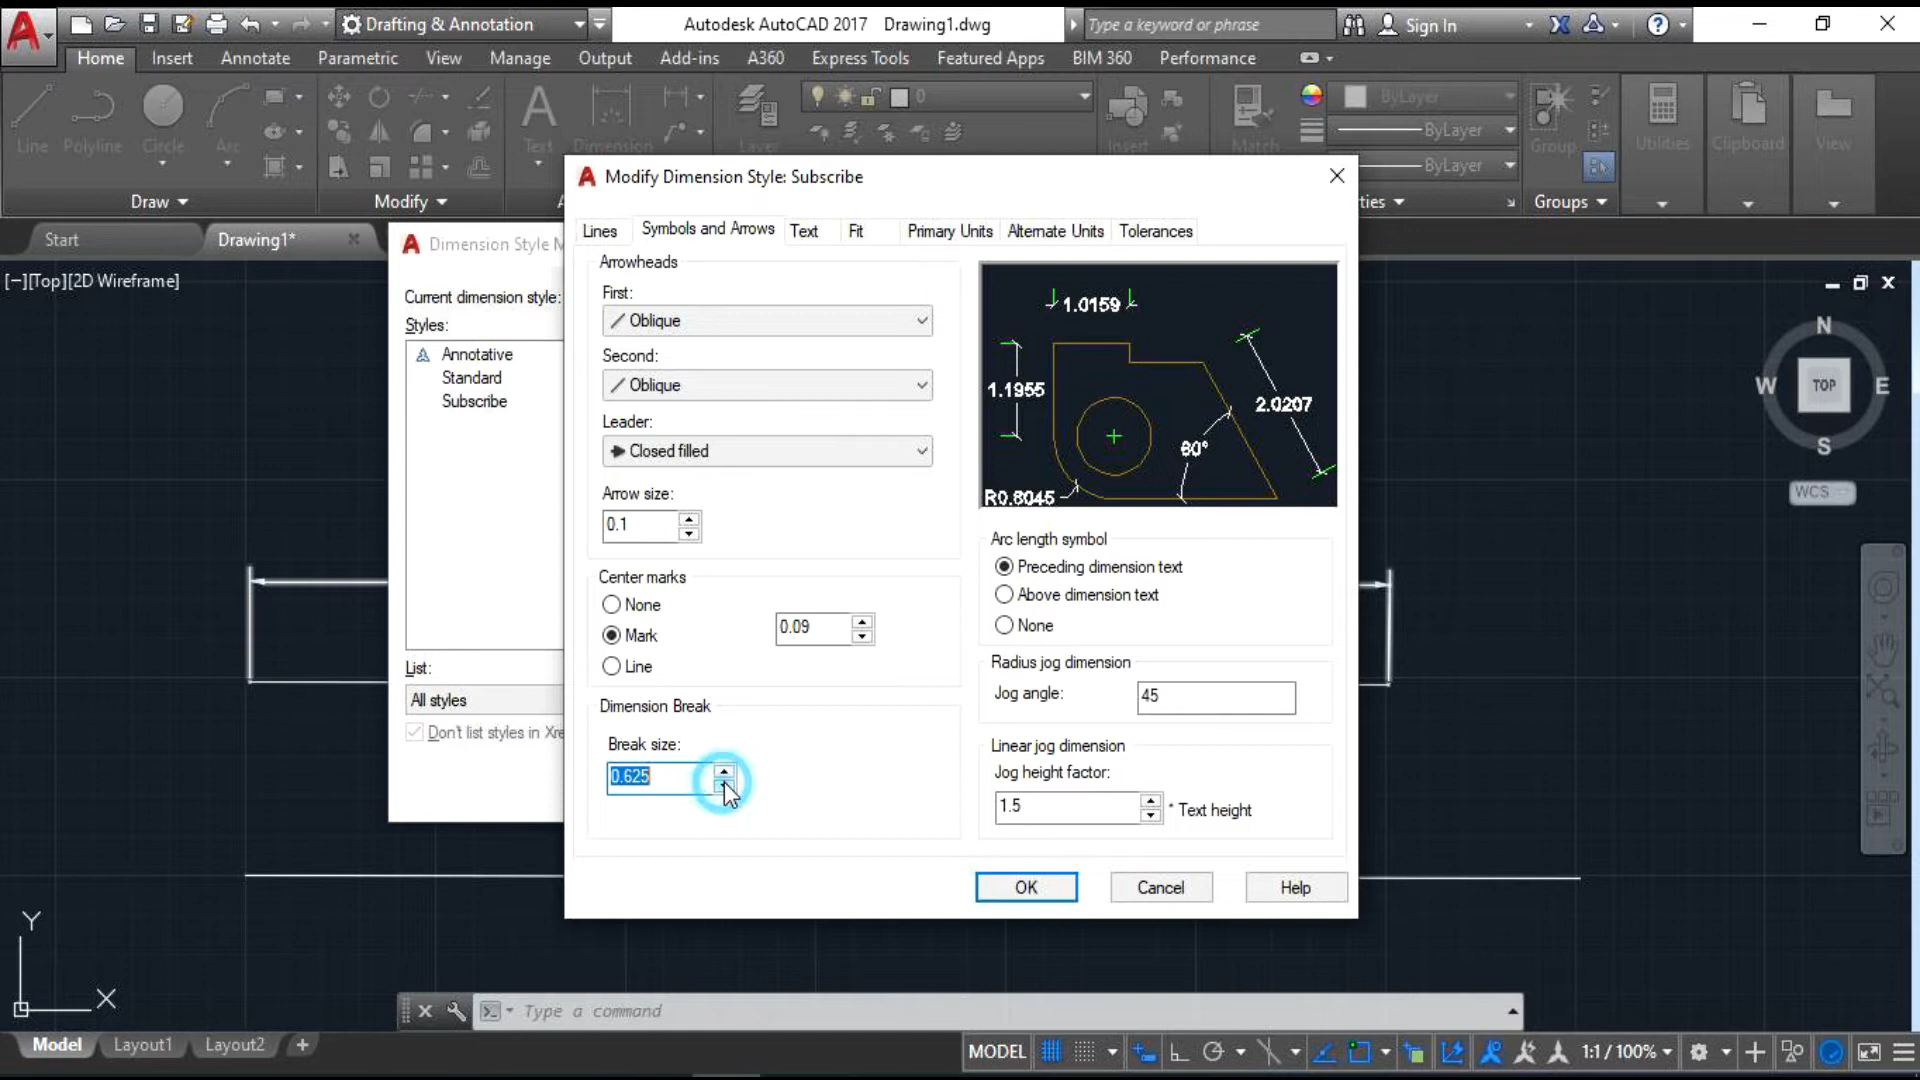 Drafting & Annotation
Autodesk AutoCAD 2017 Drawing1.dwg
Type a keyword or phrase
Sign In
Home Insert Annotate Parametric View Manage Output Add-ins A360 Express Tools Featured Apps BIM 360 Performance
0
ByLayer
ByLayer
ByLayer
Line Polyline Circle Arc Text Dimension Layer Insert Match Group Utilities Clipboard View
Draw Modify Groups
Start Drawing1*
[−][Top][2D Wireframe]
Modify Dimension Style: Subscribe
Lines Symbols and Arrows Text Fit Primary Units Alternate Units Tolerances
Current dimension style:
Styles:
Annotative
Standard
Subscribe
List:
All styles
Don't list styles in Xre
Arrowheads
First:
Oblique
Second:
Oblique
Leader:
Closed filled
Arrow size:
0.1
Center marks
None
Mark
0.09
Line
Dimension Break
Break size:
0.625
1.0159
1.1955
2.0207
60°
R0.8045
Arc length symbol
Preceding dimension text
Above dimension text
None
Radius jog dimension
Jog angle:
45
Linear jog dimension
Jog height factor:
1.5
* Text height
OK Cancel Help
N
W TOP E
S
WCS
Y
X
Type a command
Model Layout1 Layout2 +
MODEL
1:1 / 100%